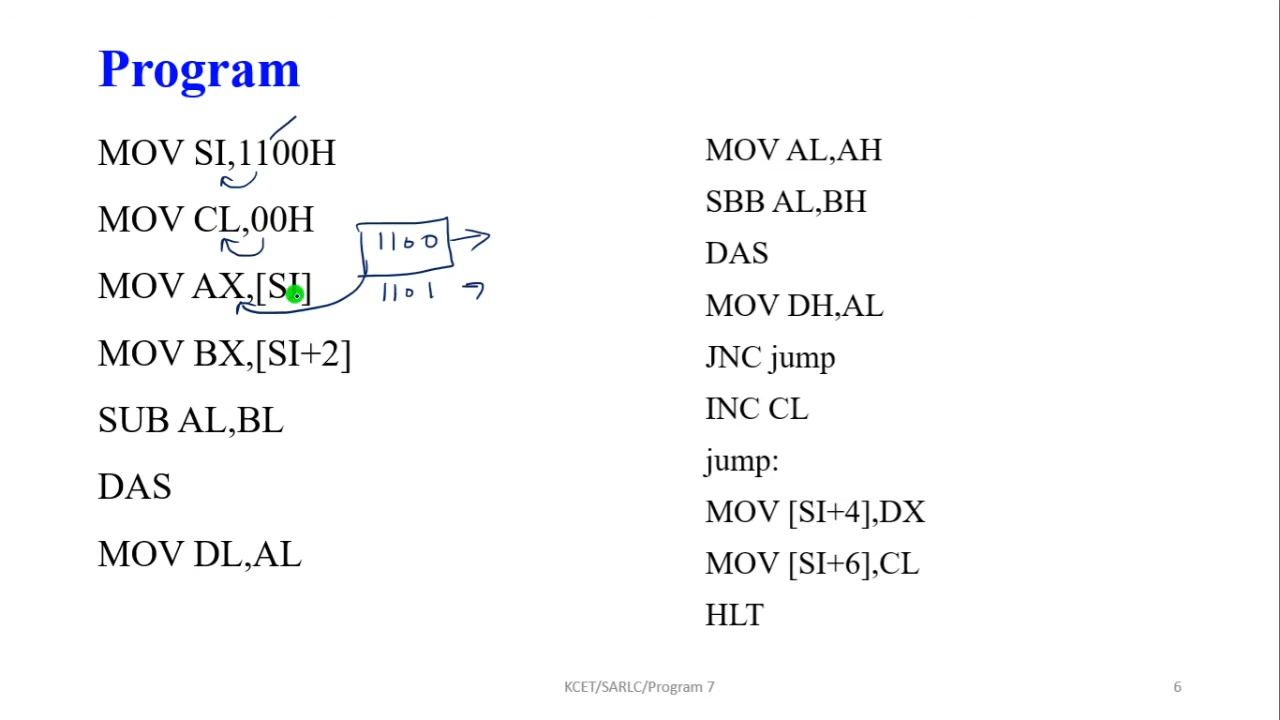 Program
MOV SI,1100H
MOV CL,00H
MOV AX,[SI]
MOV BX,[SI+2]
SUB AL,BL
DAS
MOV DL,AL
1100
1101
MOV AL,AH
SBB AL,BH
DAS
MOV DH,AL
JNC jump
INC CL
jump:
MOV [SI+4],DX
MOV [SI+6],CL
HLT
KCET/SARLC/Program 7
6